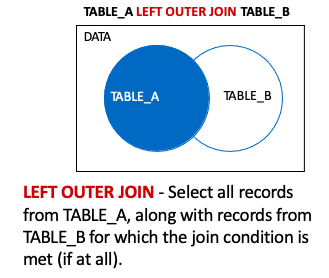 TABLE_A LEFT OUTER JOIN TABLE_B
DATA
TABLE_A
TABLE_B
LEFT OUTER JOIN - Select all records
from TABLE_A, along with records from
TABLE_B for which the join condition is
met (if at all).